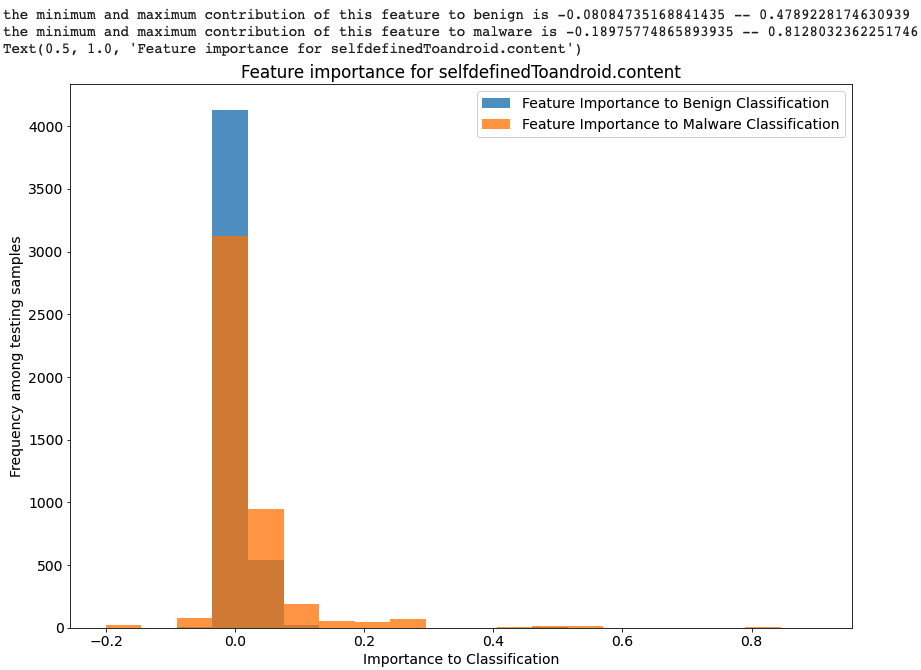 the minimum and maximum contribution of this feature to benign is -0.08084735168841435 -- 0.4789228174630939
the minimum and maximum contribution of this feature to malware is -0.18975774865893935 -- 0.8128032362251746
Text(0.5, 1.0, 'Feature importance for selfdefinedToandroid.content')
Feature importance for selfdefinedToandroid.content
Feature Importance to Benign Classification
Feature Importance to Malware Classification
Frequency among testing samples
4000
3500
3000
2500
2000
1500
1000
500
0
−0.2 0.0 0.2 0.4 0.6 0.8
Importance to Classification